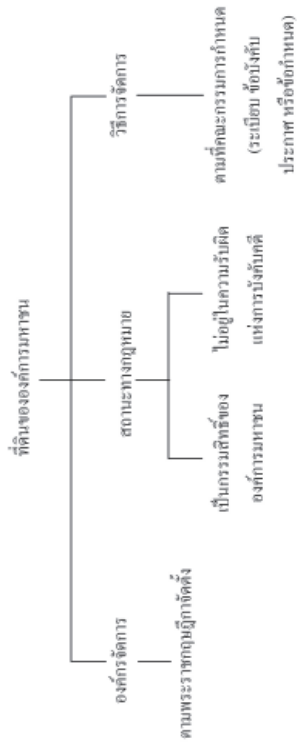 ที่ดินขององค์การมหาชน
องค์กรจัดการ
สถานะทางกฎหมาย
วิธีการจัดการ
ตามพระราชกฤษฎีกาจัดตั้ง
เป็นกรรมสิทธิ์ของ
องค์การมหาชน
ไม่อยู่ในความรับผิด
แห่งการบังคับคดี
ตามที่คณะกรรมการกำหนด
(ระเบียบ ข้อบังคับ
ประกาศ หรือข้อกำหนด)